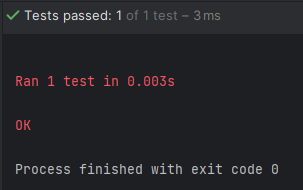 Tests passed: 1 of 1 test – 3 ms
Ran 1 test in 0.003s
OK
Process finished with exit code 0